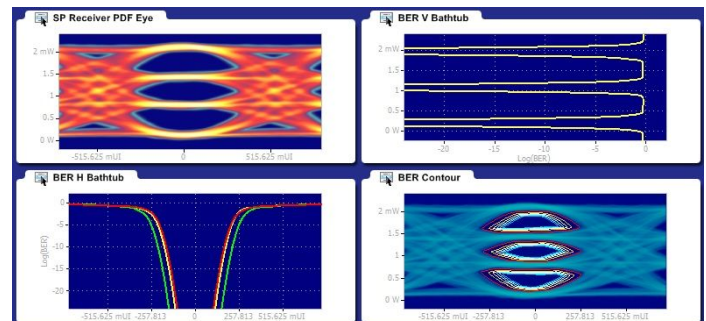 SP Receiver PDF Eye
2 mW
1.5
1
0.5
0 W
-515.625 mUI 0 515.625 mUI
BER V Bathtub
2 mW
1.5
1
0.5
0 W
-20 -15 -10 -5 0
Log(BER)
BER H Bathtub
Log(BER)
0
-5
-10
-15
-20
-515.625 mUI -257.813 0 257.813 515.625 mUI
BER Contour
2 mW
1.5
1
0.5
0 W
-515.625 mUI -257.813 0 257.813 515.625 mUI